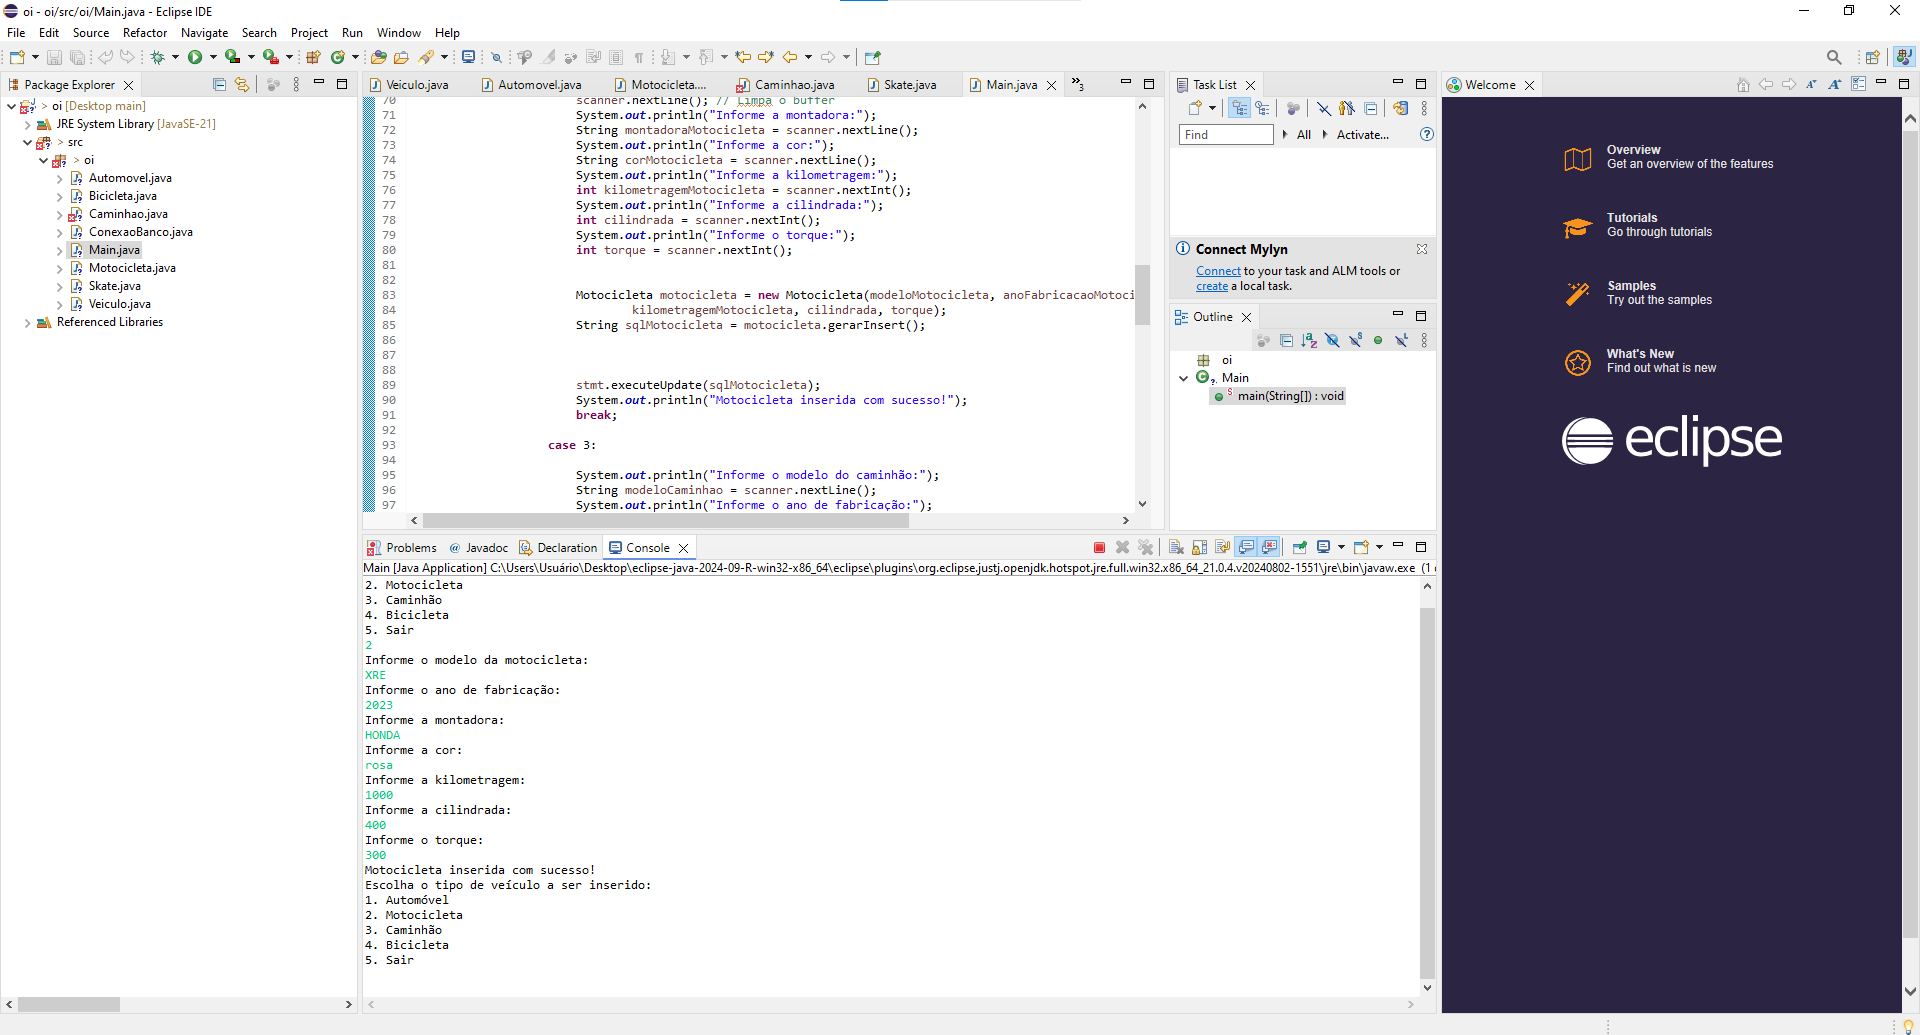 oi - oi/src/oi/Main.java - Eclipse IDE
File Edit Source Refactor Navigate Search Project Run Window Help
Package Explorer
oi [Desktop main]
JRE System Library [JavaSE-21]
src
oi
Automovel.java
Bicicleta.java
Caminhao.java
ConexaoBanco.java
Main.java
Motocicleta.java
Skate.java
Veiculo.java
Referenced Libraries
Veiculo.java Automovel.java Motocicleta.... Caminhao.java Skate.java Main.java 3
70 scanner.nextLine(); // Limpa o buffer
71 System.out.println("Informe a montadora:");
72 String montadoraMotocicleta = scanner.nextLine();
73 System.out.println("Informe a cor:");
74 String corMotocicleta = scanner.nextLine();
75 System.out.println("Informe a kilometragem:");
76 int kilometragemMotocicleta = scanner.nextInt();
77 System.out.println("Informe a cilindrada:");
78 int cilindrada = scanner.nextInt();
79 System.out.println("Informe o torque:");
80 int torque = scanner.nextInt();
81
82
83 Motocicleta motocicleta = new Motocicleta(modeloMotocicleta, anoFabricacaoMotoci
84 kilometragemMotocicleta, cilindrada, torque);
85 String sqlMotocicleta = motocicleta.gerarInsert();
86
87
88
89 stmt.executeUpdate(sqlMotocicleta);
90 System.out.println("Motocicleta inserida com sucesso!");
91 break;
92
93 case 3:
94
95 System.out.println("Informe o modelo do caminhão:");
96 String modeloCaminhao = scanner.nextLine();
97 System.out.println("Informe o ano de fabricação:");
Problems @ Javadoc Declaration Console
Main [Java Application] C:\Users\Usuário\Desktop\eclipse-java-2024-09-R-win32-x86_64\eclipse\plugins\org.eclipse.justj.openjdk.hotspot.jre.full.win32.x86_64_21.0.4.v20240802-1551\jre\bin\javaw.exe (1
2. Motocicleta
3. Caminhão
4. Bicicleta
5. Sair
2
Informe o modelo da motocicleta:
XRE
Informe o ano de fabricação:
2023
Informe a montadora:
HONDA
Informe a cor:
rosa
Informe a kilometragem:
1000
Informe a cilindrada:
400
Informe o torque:
300
Motocicleta inserida com sucesso!
Escolha o tipo de veículo a ser inserido:
1. Automóvel
2. Motocicleta
3. Caminhão
4. Bicicleta
5. Sair
Task List
Find All Activate...
Connect Mylyn
Connect to your task and ALM tools or
create a local task.
Outline
oi
Main
main(String[]) : void
Welcome
Overview
Get an overview of the features
Tutorials
Go through tutorials
Samples
Try out the samples
What's New
Find out what is new
eclipse